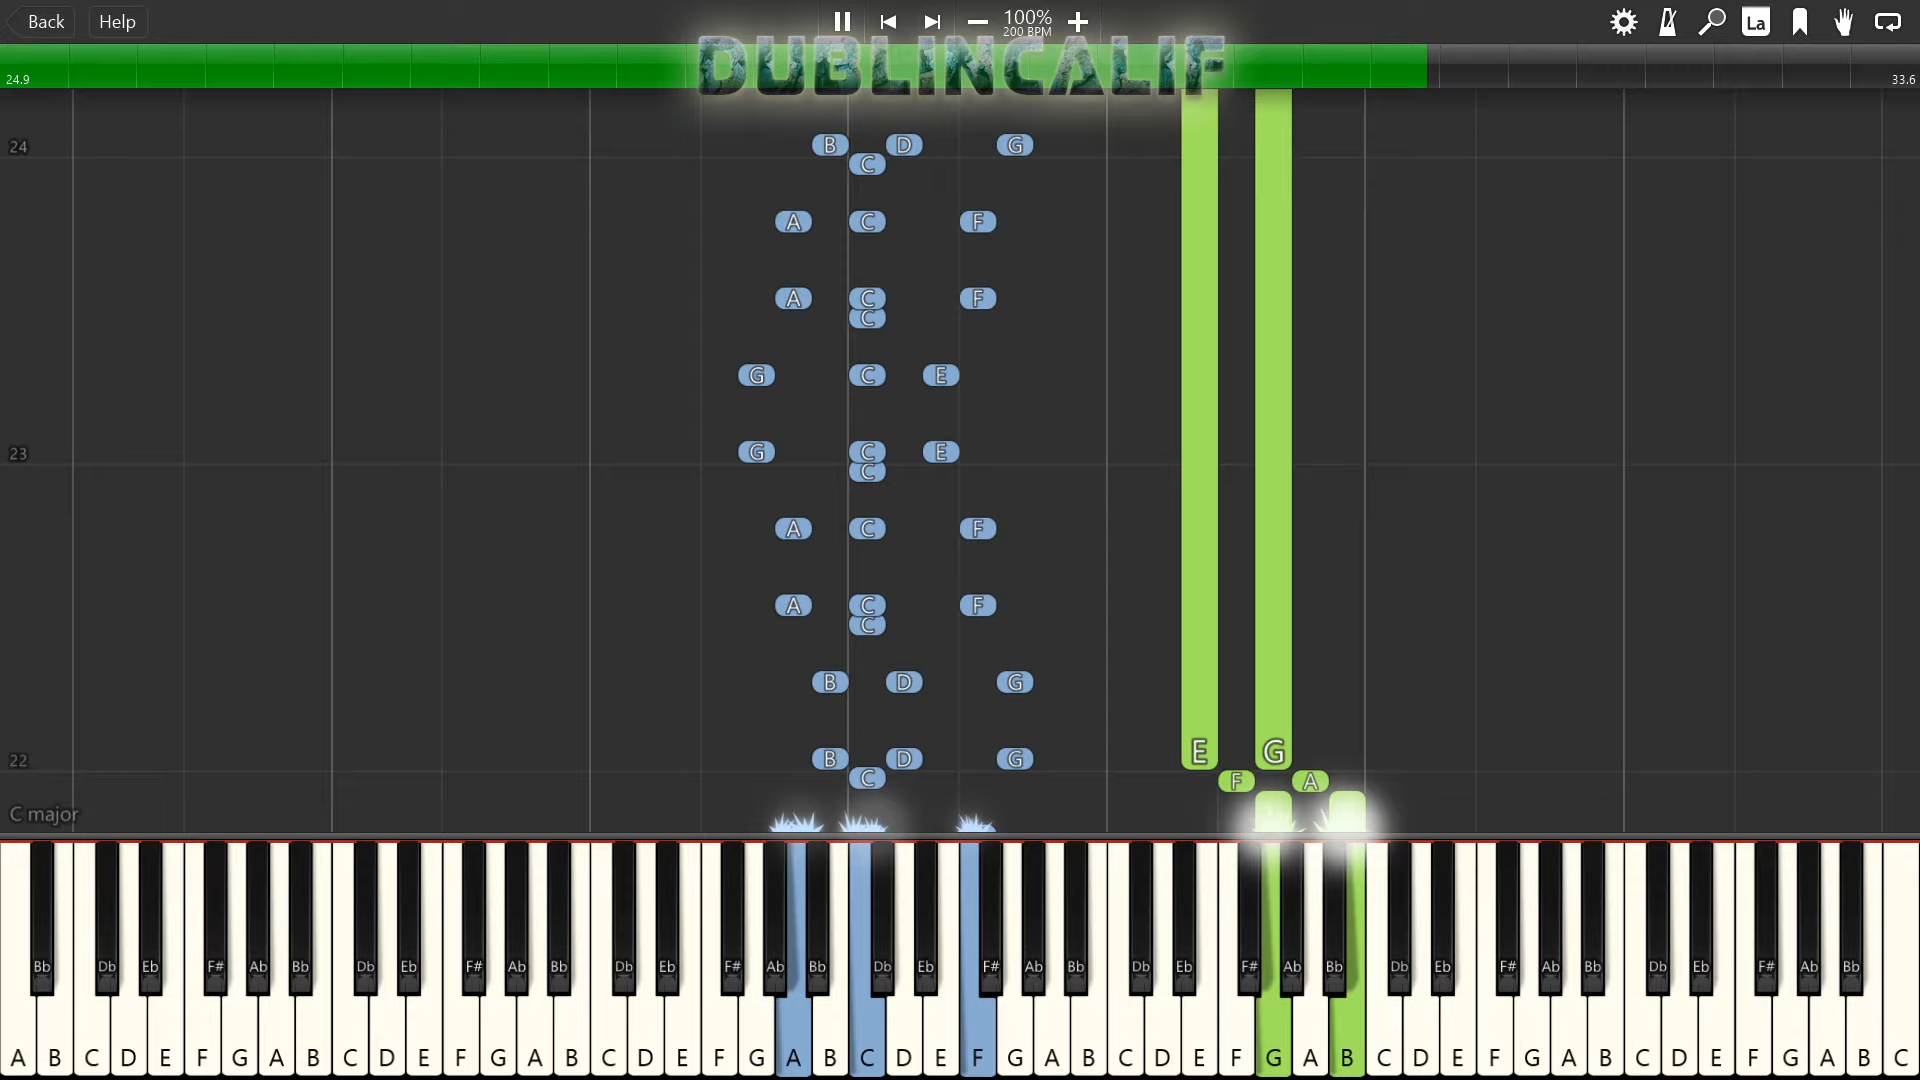 Back Help 100% La
200 BPM
DUBLINCALIF
24.9 33.6
24 B D G
C
A C F
A C F
C
G C E
23 G C E
C
A C F
A C F
C
B D G
22 B D G E G
C F A
C major
Bb Db Eb F# Ab Bb Db Eb F# Ab Bb Db Eb F# Ab Bb Db Eb F# Ab Bb Db Eb F# Ab Bb Db Eb F# Ab Bb Db Eb F# Ab Bb
A B C D E F G A B C D E F G A B C D E F G A B C D E F G A B C D E F G A B C D E F G A B C D E F G A B C